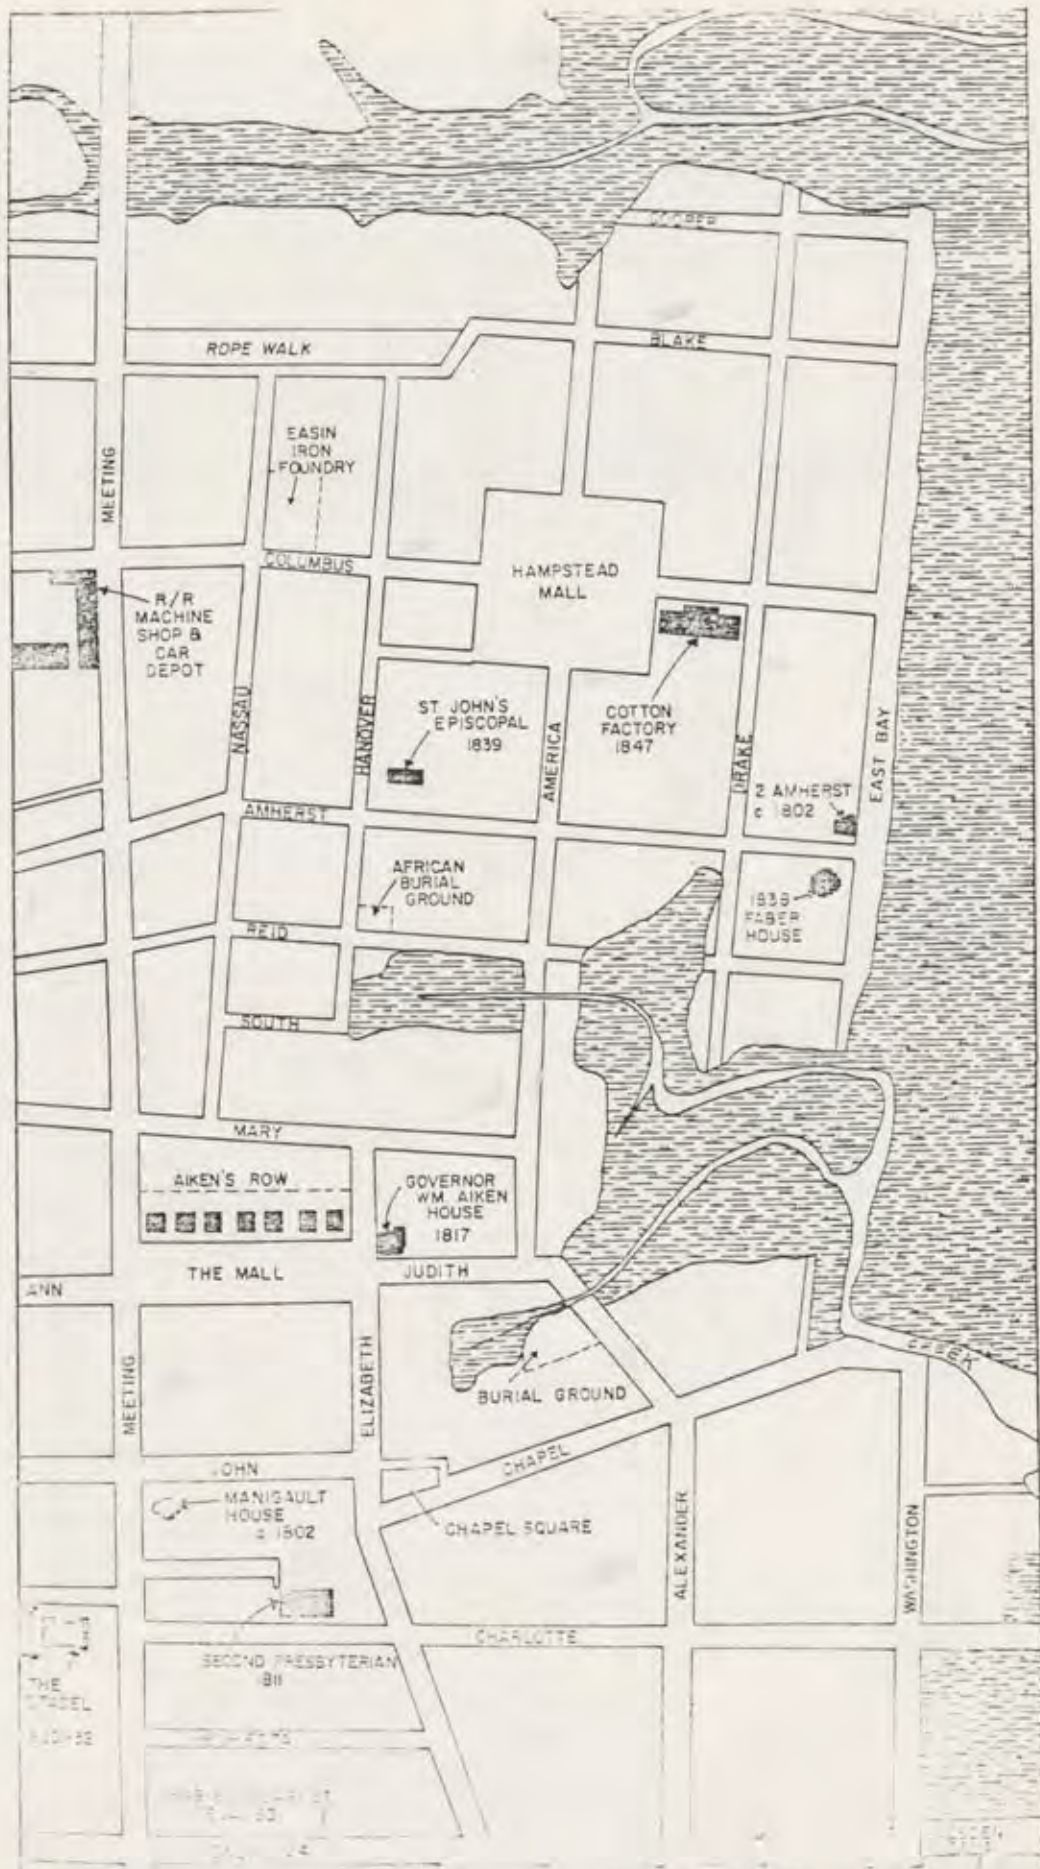 COOPER
BLAKE
ROPE WALK
EASIN
IRON
FOUNDRY
MEETING
COLUMBUS
HAMPSTEAD
MALL
R/R
MACHINE
SHOP &
CAR
DEPOT
NASSAU
HANOVER
ST JOHN'S
EPISCOPAL
1839
AMERICA
COTTON
FACTORY
1847
DRAKE
EAST BAY
2 AMHERST
c 1802
AMHERST
AFRICAN
BURIAL
GROUND
1838
FABER
HOUSE
REID
SOUTH
MARY
AIKEN'S ROW
GOVERNOR
WM. AIKEN
HOUSE
1817
THE MALL
JUDITH
ANN
MEETING
ELIZABETH
CREEK
BURIAL GROUND
CHAPEL
JOHN
MANIGAULT
HOUSE
c 1802
CHAPEL SQUARE
ALEXANDER
WASHINGTON
CHARLOTTE
SECOND PRESBYTERIAN
1811
THE
CITADEL